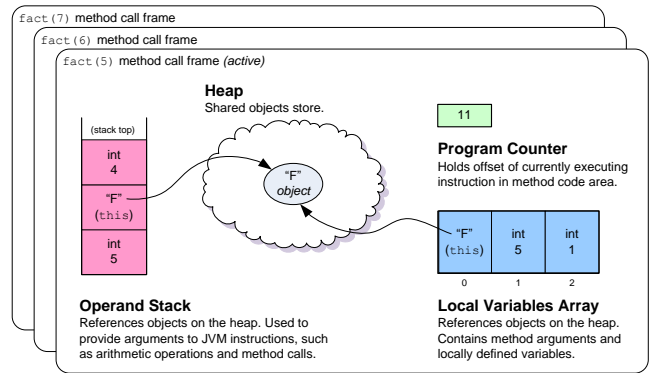 fact(7) method call frame
fact(6) method call frame
fact(5) method call frame (active)
Heap
Shared objects store.
(stack top)
int
4
"F"
(this)
int
5
"F"
object
11
Program Counter
Holds offset of currently executing
instruction in method code area.
"F"
(this)
int
5
int
1
0
1
2
Operand Stack
References objects on the heap. Used to
provide arguments to JVM instructions, such
as arithmetic operations and method calls.
Local Variables Array
References objects on the heap.
Contains method arguments and
locally defined variables.